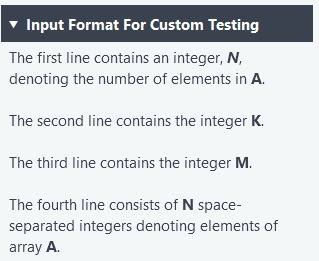 ▼ Input Format For Custom Testing
The first line contains an integer, N,
denoting the number of elements in A.
The second line contains the integer K.
The third line contains the integer M.
The fourth line consists of N space-
separated integers denoting elements of
array A.